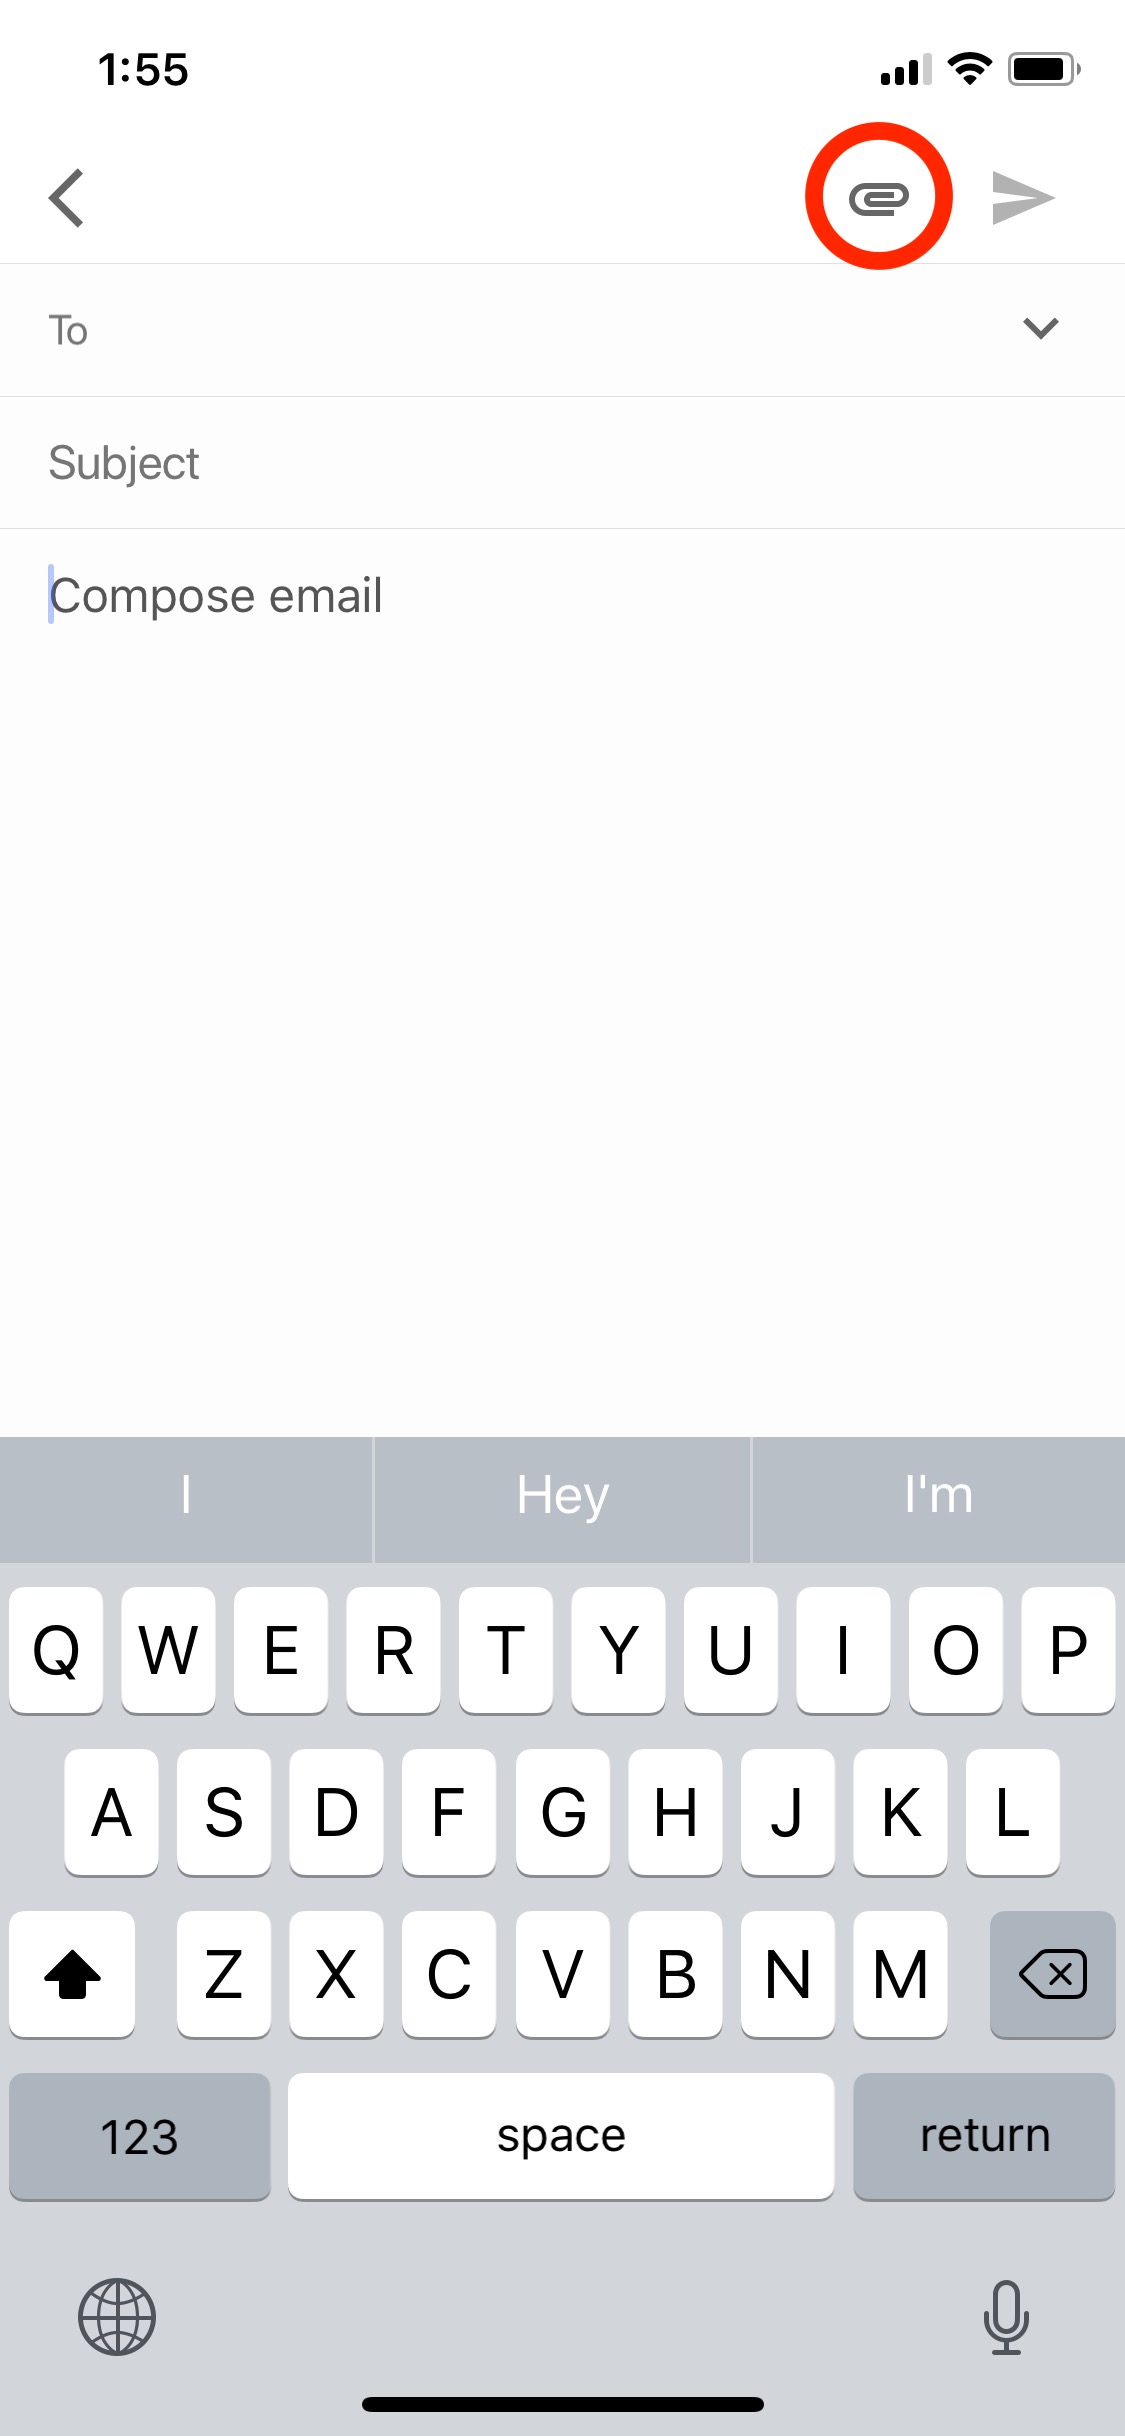 1:55
To
Subject
Compose email
I Hey I'm
Q W E R T Y U I O P
A S D F G H J K L
Z X C V B N M
123 space return